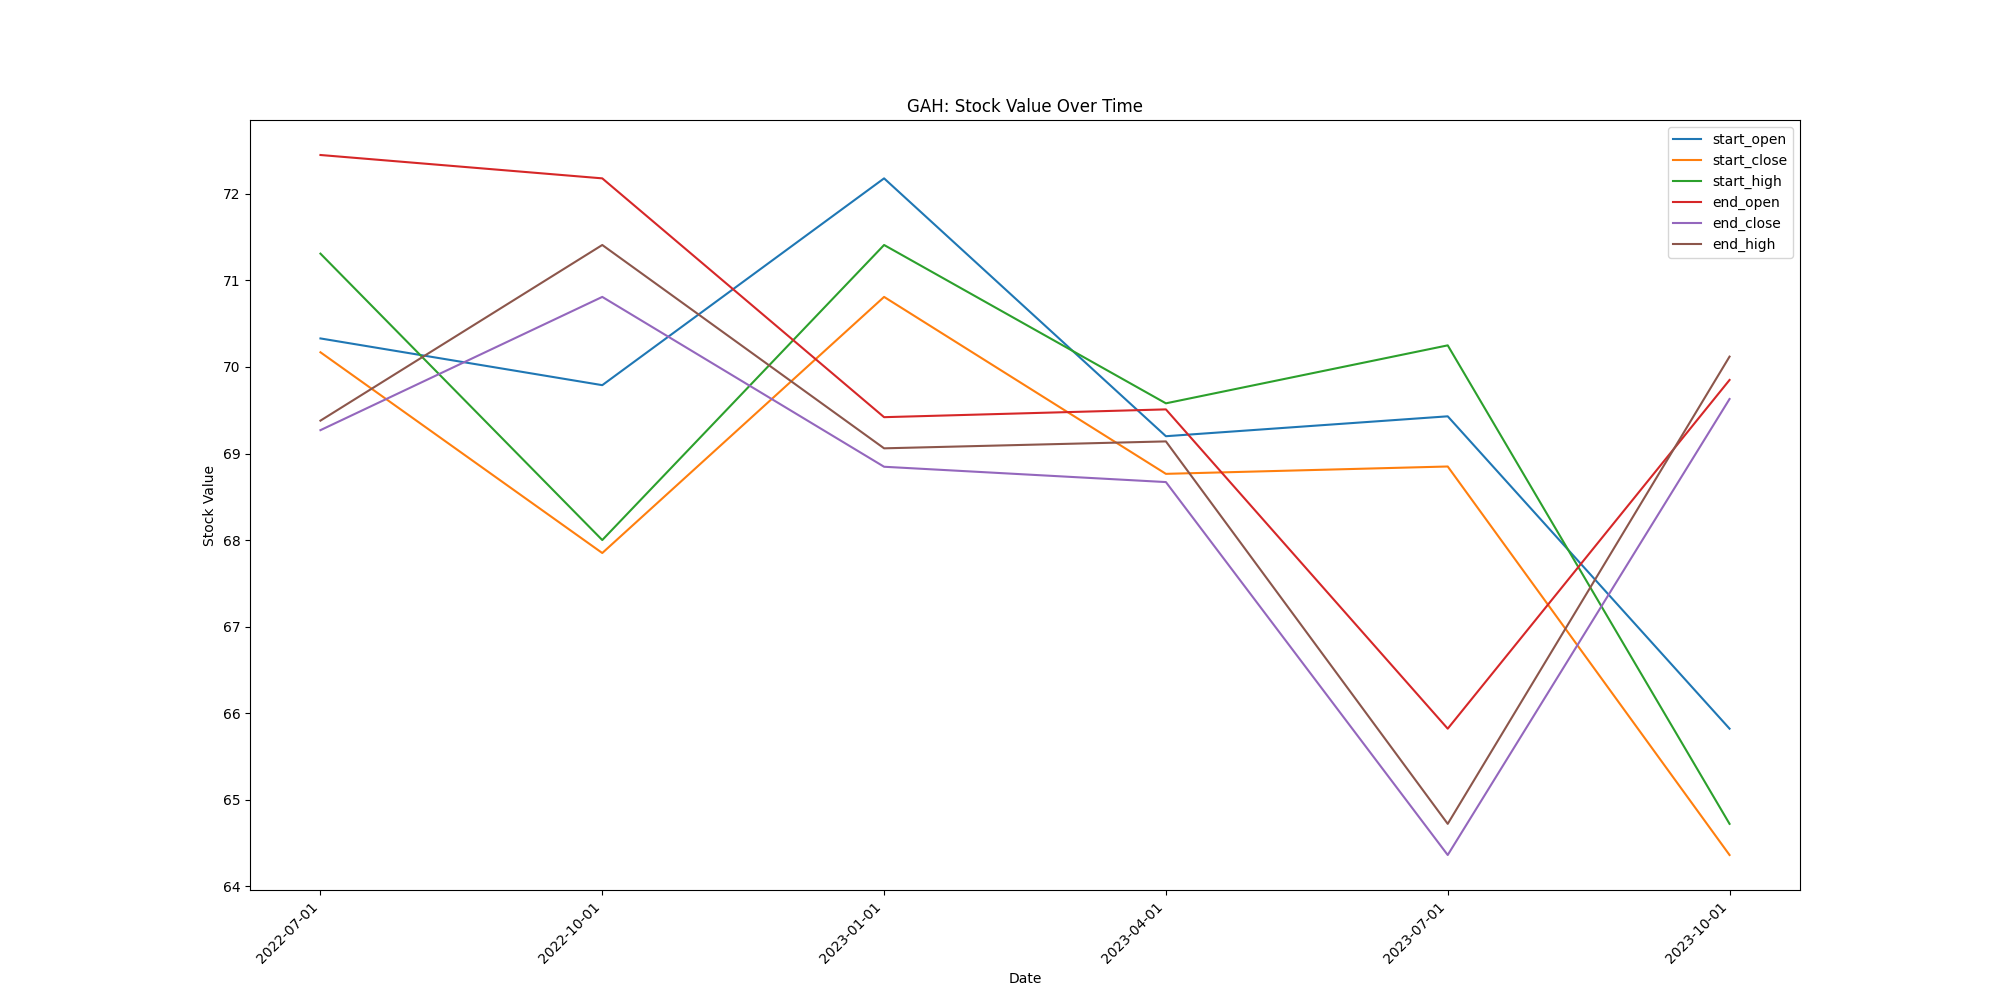 GAH: Stock Value Over Time
start_open
start_close
start_high
end_open
end_close
end_high
72
71
70
69
68
67
66
65
64
Stock Value
2022-07-01
2022-10-01
2023-01-01
2023-04-01
2023-07-01
2023-10-01
Date